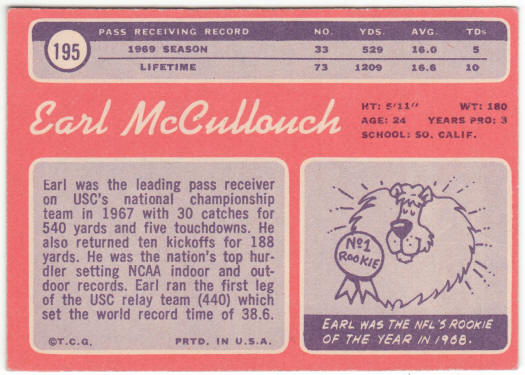 195
PASS RECEIVING RECORD NO. YDS. AVG. TDs
1969 SEASON 33 529 16.0 5
LIFETIME 73 1209 16.6 10
Earl McCullouch
HT: 5'11" WT: 180
AGE: 24 YEARS PRO: 3
SCHOOL: SO. CALIF.
Earl was the leading pass receiver
on USC's national championship
team in 1967 with 30 catches for
540 yards and five touchdowns. He
also returned ten kickoffs for 188
yards. He was the nation's top hur-
dler setting NCAA indoor and out-
door records. Earl ran the first leg
of the USC relay team (440) which
set the world record time of 38.6.
©T.C.G. PRTD. IN U.S.A.
No1
ROOKIE
EARL WAS THE NFL'S ROOKIE
OF THE YEAR IN 1968.